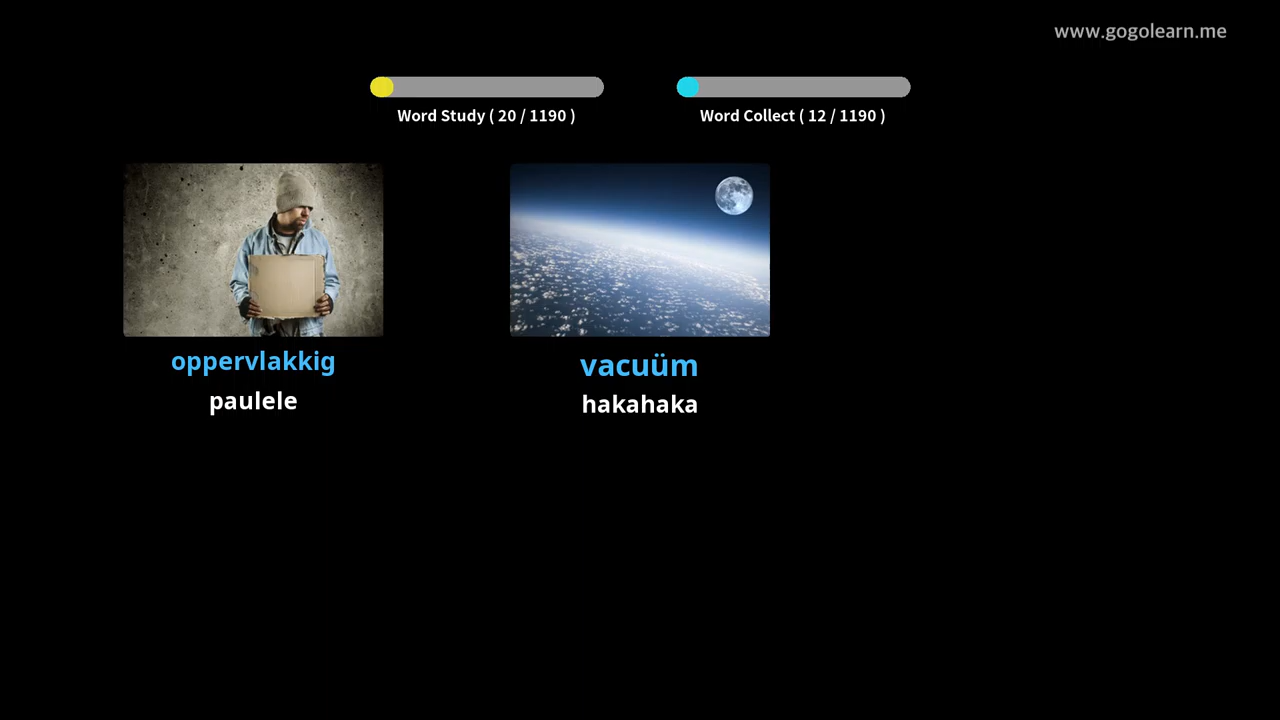 www.gogolearn.me
Word Study ( 20 / 1190 )
Word Collect ( 12 / 1190 )
oppervlakkig
paulele
vacuüm
hakahaka